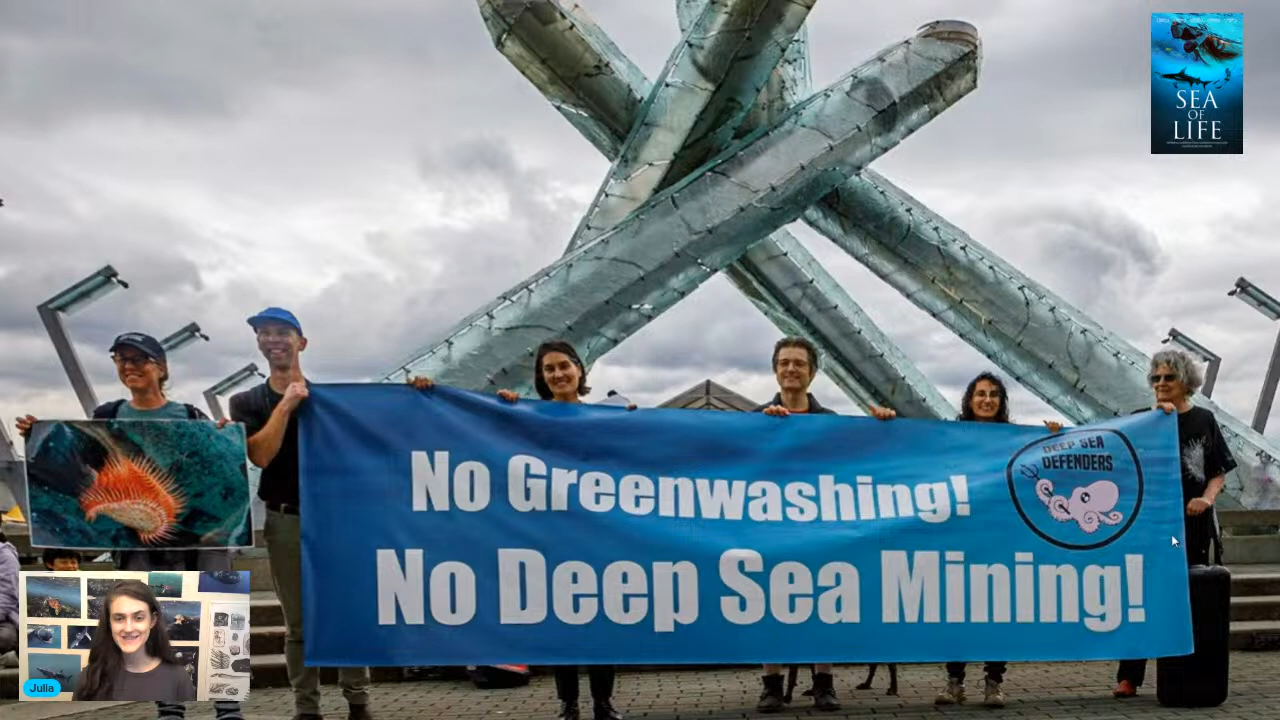 SEA
OF
LIFE
No Greenwashing!
No Deep Sea Mining!
DEEP SEA
DEFENDERS
Julia